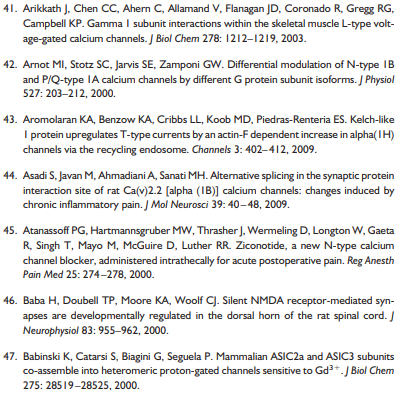 41. Arikkath J, Chen CC, Ahern C, Allamand V, Flanagan JD, Coronado R, Gregg RG,
Campbell KP. Gamma 1 subunit interactions within the skeletal muscle L-type volt-
age-gated calcium channels. J Biol Chem 278: 1212–1219, 2003.
42. Arnot MI, Stotz SC, Jarvis SE, Zamponi GW. Differential modulation of N-type 1B
and P/Q-type 1A calcium channels by different G protein subunit isoforms. J Physiol
527: 203–212, 2000.
43. Aromolaran KA, Benzow KA, Cribbs LL, Koob MD, Piedras-Renteria ES. Kelch-like
1 protein upregulates T-type currents by an actin-F dependent increase in alpha(1H)
channels via the recycling endosome. Channels 3: 402–412, 2009.
44. Asadi S, Javan M, Ahmadiani A, Sanati MH. Alternative splicing in the synaptic protein
interaction site of rat Ca(v)2.2 [alpha (1B)] calcium channels: changes induced by
chronic inflammatory pain. J Mol Neurosci 39: 40–48, 2009.
45. Atanassoff PG, Hartmannsgruber MW, Thrasher J, Wermeling D, Longton W, Gaeta
R, Singh T, Mayo M, McGuire D, Luther RR. Ziconotide, a new N-type calcium
channel blocker, administered intrathecally for acute postoperative pain. Reg Anesth
Pain Med 25: 274–278, 2000.
46. Baba H, Doubell TP, Moore KA, Woolf CJ. Silent NMDA receptor-mediated syn-
apses are developmentally regulated in the dorsal horn of the rat spinal cord. J
Neurophysiol 83: 955–962, 2000.
47. Babinski K, Catarsi S, Biagini G, Seguela P. Mammalian ASIC2a and ASIC3 subunits
co-assemble into heteromeric proton-gated channels sensitive to Gd³⁺. J Biol Chem
275: 28519–28525, 2000.